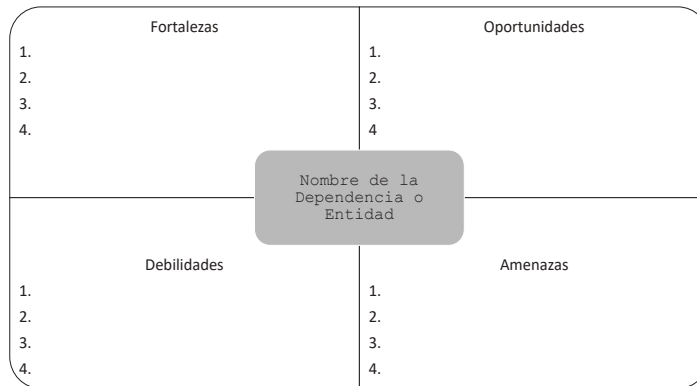 Fortalezas
1.
2.
3.
4.
Oportunidades
1.
2.
3.
4
Nombre de la
Dependencia o
Entidad
Debilidades
1.
2.
3.
4.
Amenazas
1.
2.
3.
4.